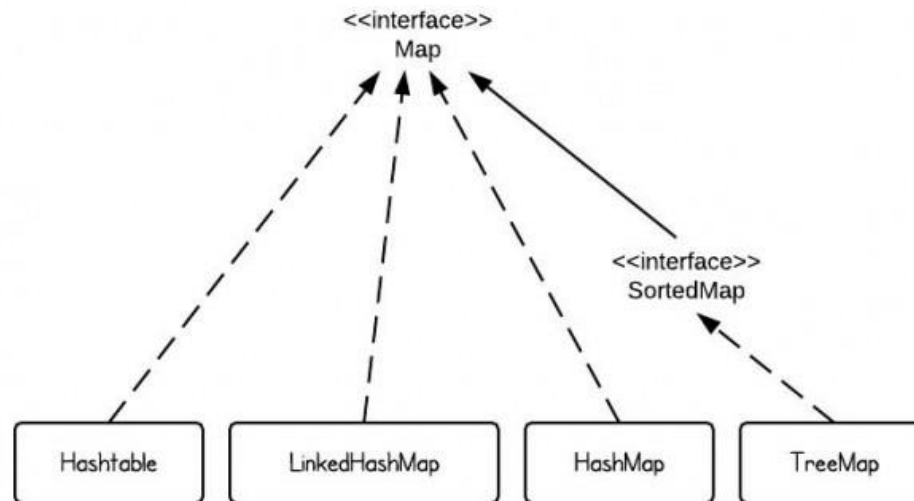 <<interface>>
Map
<<interface>>
SortedMap
Hashtable
LinkedHashMap
HashMap
TreeMap